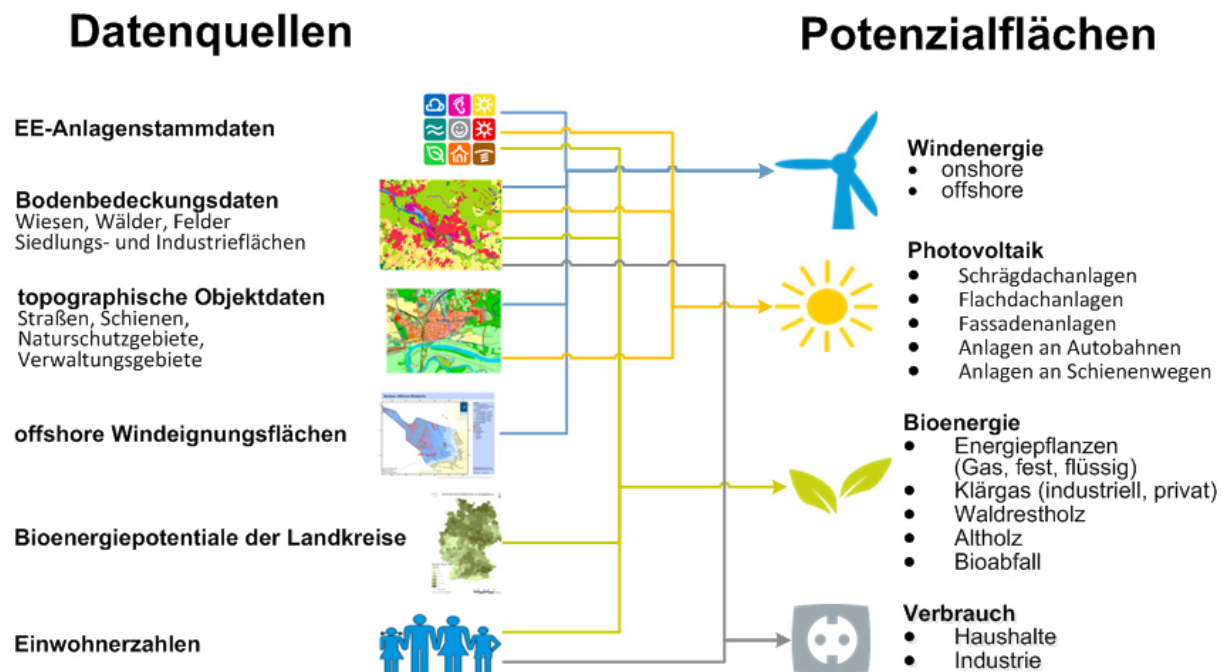 Datenquellen
EE-Anlagenstammdaten
Bodenbedeckungsdaten
Wiesen, Wälder, Felder
Siedlungs- und Industrieflächen
topographische Objektdaten
Straßen, Schienen,
Naturschutzgebiete,
Verwaltungsgebiete
offshore Windeignungsflächen
Bioenergiepotentiale der Landkreise
Einwohnerzahlen
Potenzialflächen
Windenergie
• onshore
• offshore
Photovoltaik
• Schrägdachanlagen
• Flachdachanlagen
• Fassadenanlagen
• Anlagen an Autobahnen
• Anlagen an Schienenwegen
Bioenergie
• Energiepflanzen
(Gas, fest, flüssig)
• Klärgas (industriell, privat)
• Waldrestholz
• Altholz
• Bioabfall
Verbrauch
• Haushalte
• Industrie